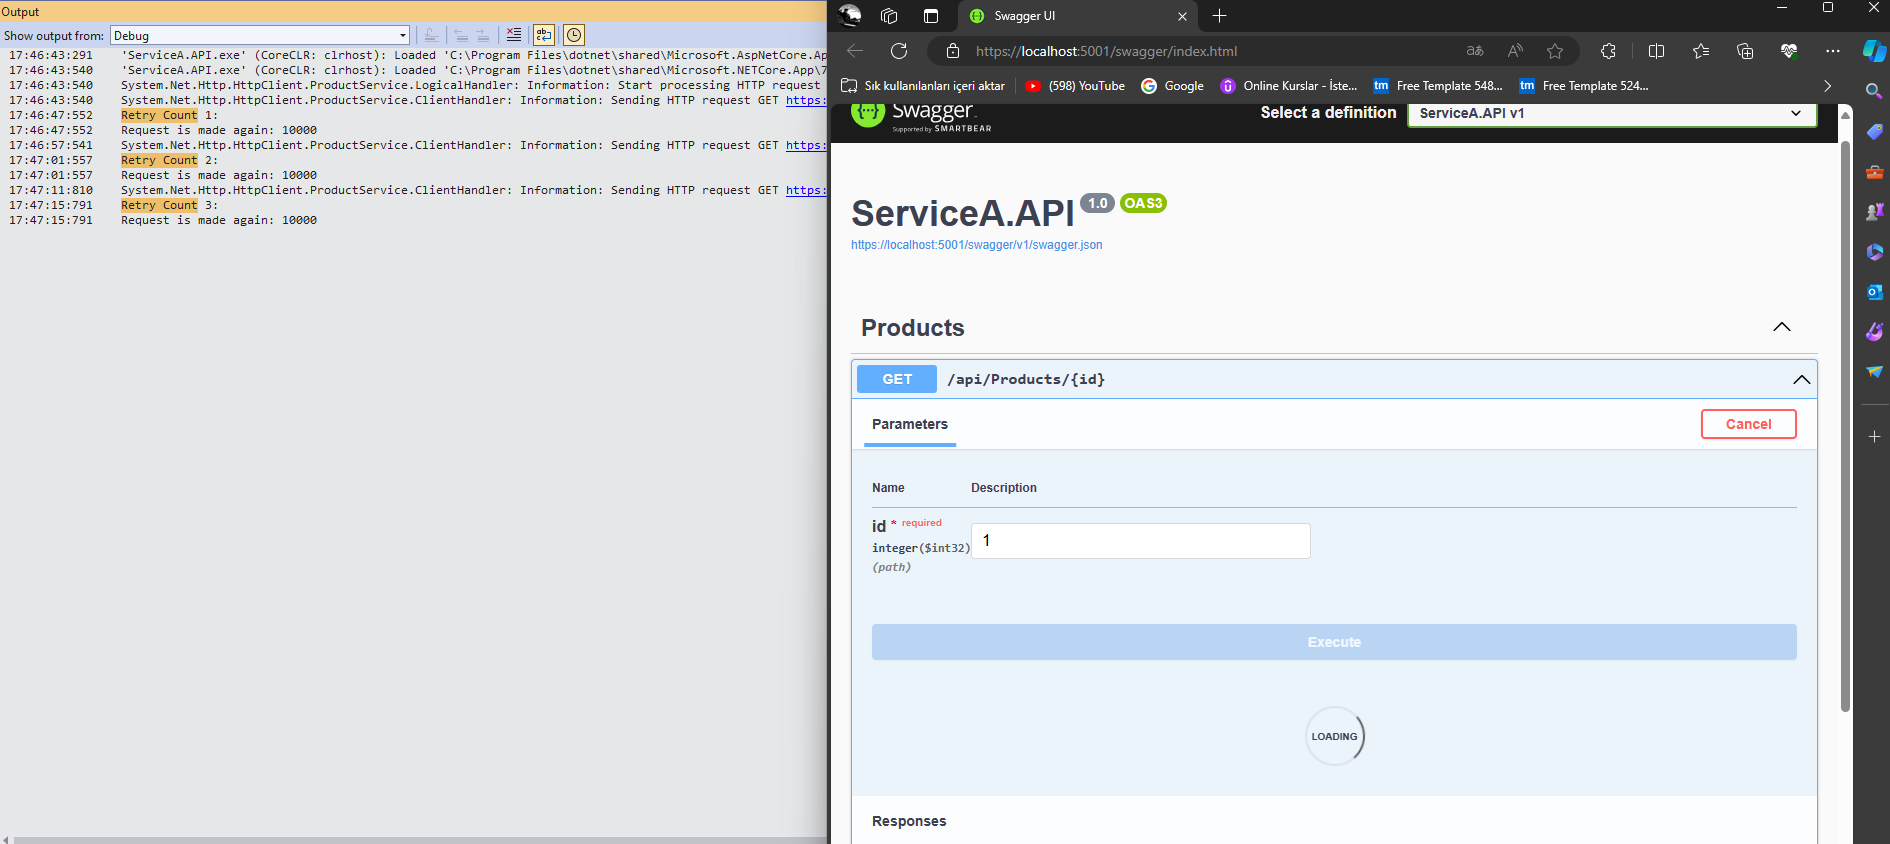 Output
Show output from: Debug
17:46:43:291 'ServiceA.API.exe' (CoreCLR: clrhost): Loaded 'C:\Program Files\dotnet\shared\Microsoft.AspNetCore.Ap
17:46:43:540 'ServiceA.API.exe' (CoreCLR: clrhost): Loaded 'C:\Program Files\dotnet\shared\Microsoft.NETCore.App\7
17:46:43:540 System.Net.Http.HttpClient.ProductService.LogicalHandler: Information: Start processing HTTP request
17:46:43:540 System.Net.Http.HttpClient.ProductService.ClientHandler: Information: Sending HTTP request GET https:
17:46:47:552 Retry Count 1:
17:46:47:552 Request is made again: 10000
17:46:57:541 System.Net.Http.HttpClient.ProductService.ClientHandler: Information: Sending HTTP request GET https:
17:47:01:557 Retry Count 2:
17:47:01:557 Request is made again: 10000
17:47:11:810 System.Net.Http.HttpClient.ProductService.ClientHandler: Information: Sending HTTP request GET https:
17:47:15:791 Retry Count 3:
17:47:15:791 Request is made again: 10000
Swagger UI
https://localhost:5001/swagger/index.html
Sık kullanılanları içeri aktar (598) YouTube Google Online Kurslar - İste... tm Free Template 548... tm Free Template 524...
Swagger
Supported by SMARTBEAR
Select a definition ServiceA.API v1
ServiceA.API 1.0 OAS3
https://localhost:5001/swagger/v1/swagger.json
Products
GET /api/Products/{id}
Parameters Cancel
Name Description
id * required
integer($int32) 1
(path)
Execute
LOADING
Responses